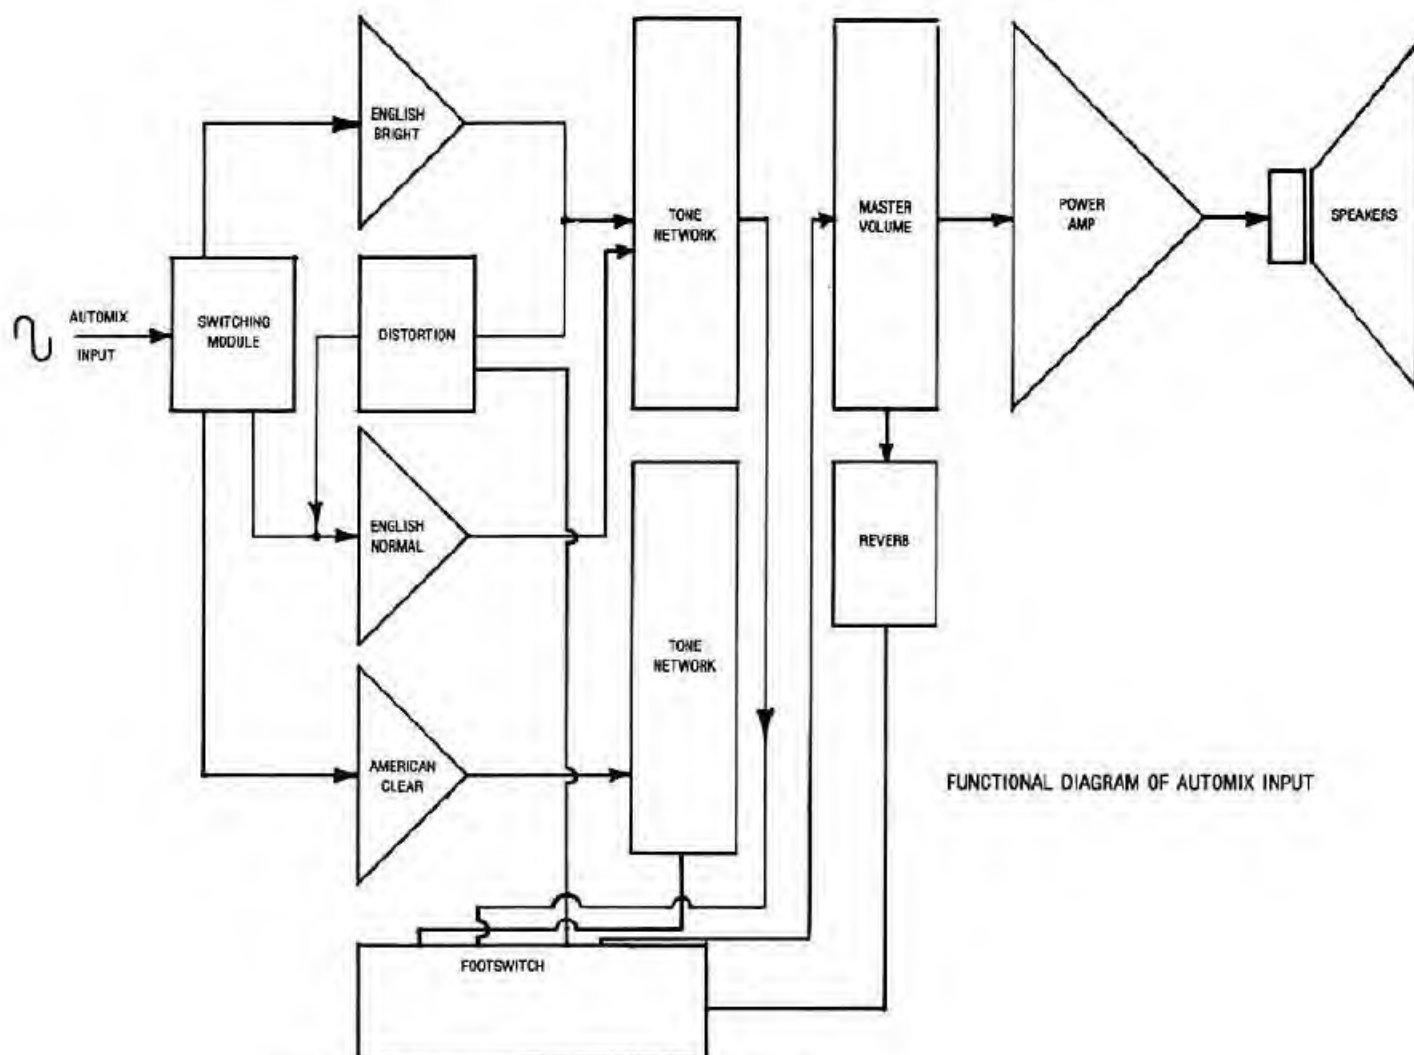 ENGLISH
BRIGHT
TONE
NETWORK
MASTER
VOLUME
POWER
AMP
SPEAKERS
AUTOMIX
INPUT
SWITCHING
MODULE
DISTORTION
ENGLISH
NORMAL
REVERB
TONE
NETWORK
AMERICAN
CLEAR
FUNCTIONAL DIAGRAM OF AUTOMIX INPUT
FOOTSWITCH